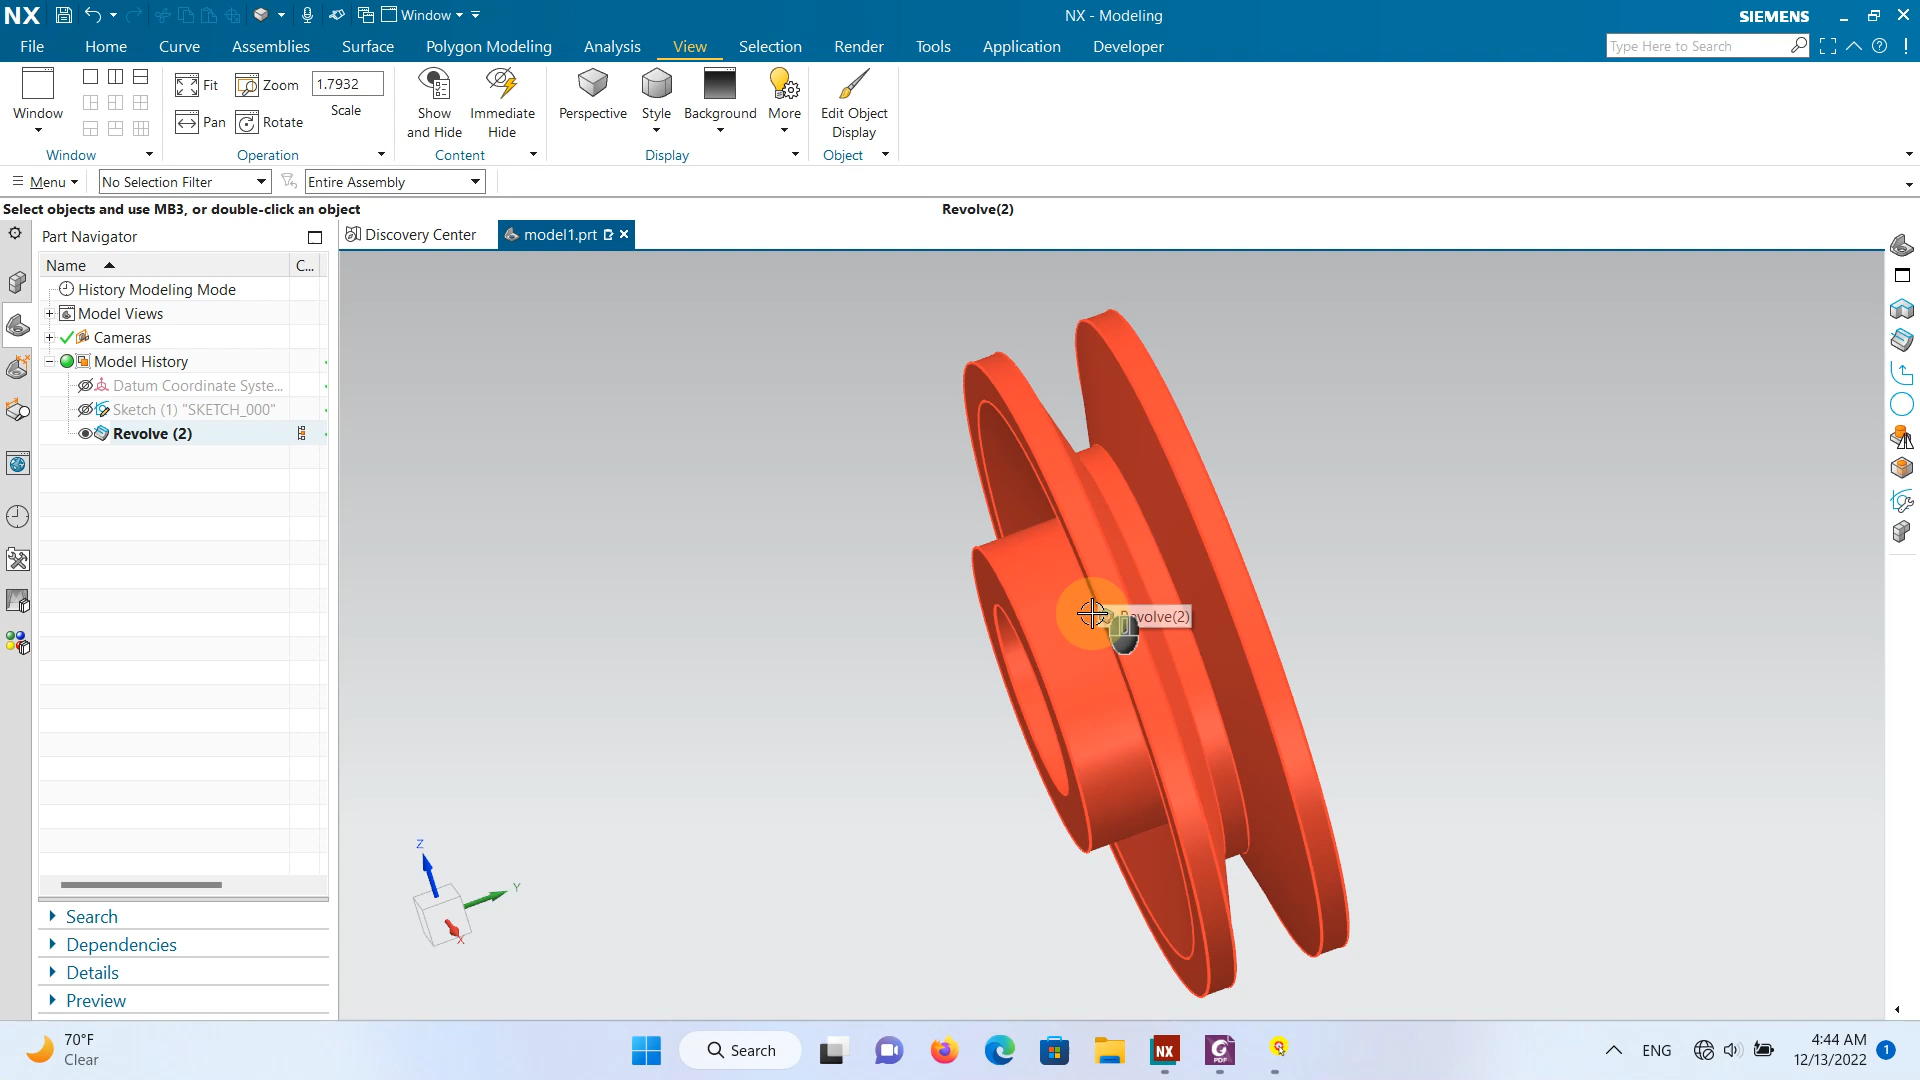 NX Window NX - Modeling SIEMENS
File Home Curve Assemblies Surface Polygon Modeling Analysis View Selection Render Tools Application Developer Type Here to Search
Window Fit Zoom 1.7932 Show and Hide Immediate Hide Perspective Style Background More Edit Object Display
Pan Rotate Scale
Window Operation Content Display Object
Menu No Selection Filter Entire Assembly
Select objects and use MB3, or double-click an object Revolve(2)
Part Navigator Discovery Center model1.prt
Name C...
History Modeling Mode
Model Views
Cameras
Model History
Datum Coordinate Syste...
Sketch (1) "SKETCH_000"
Revolve (2)
volve(2)
Z
Y
X
Search
Dependencies
Details
Preview
70°F
Clear
Search
NX
PDF
ENG
4:44 AM
12/13/2022
1